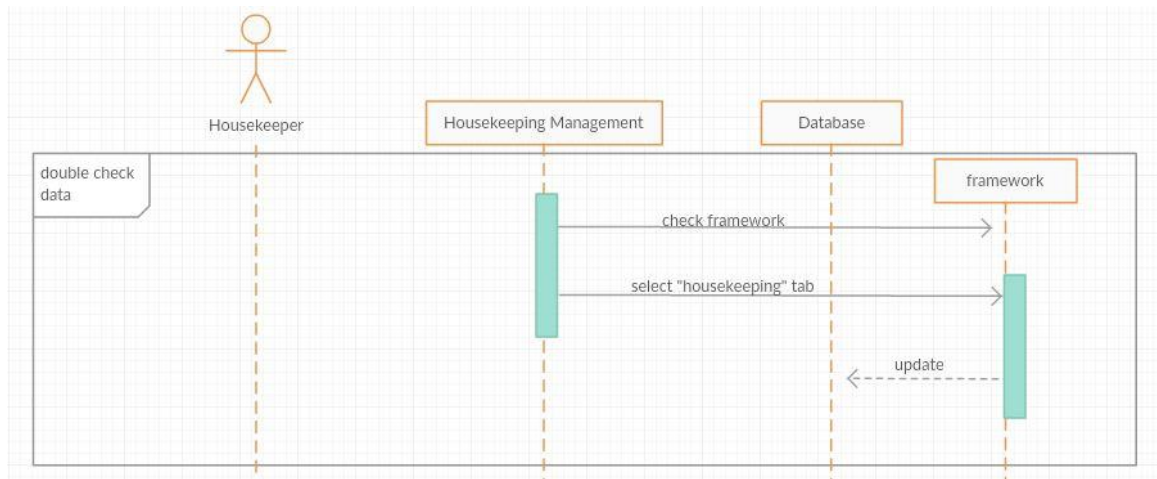 Housekeeper
Housekeeping Management
Database
double check
data
framework
check framework
select "housekeeping" tab
update